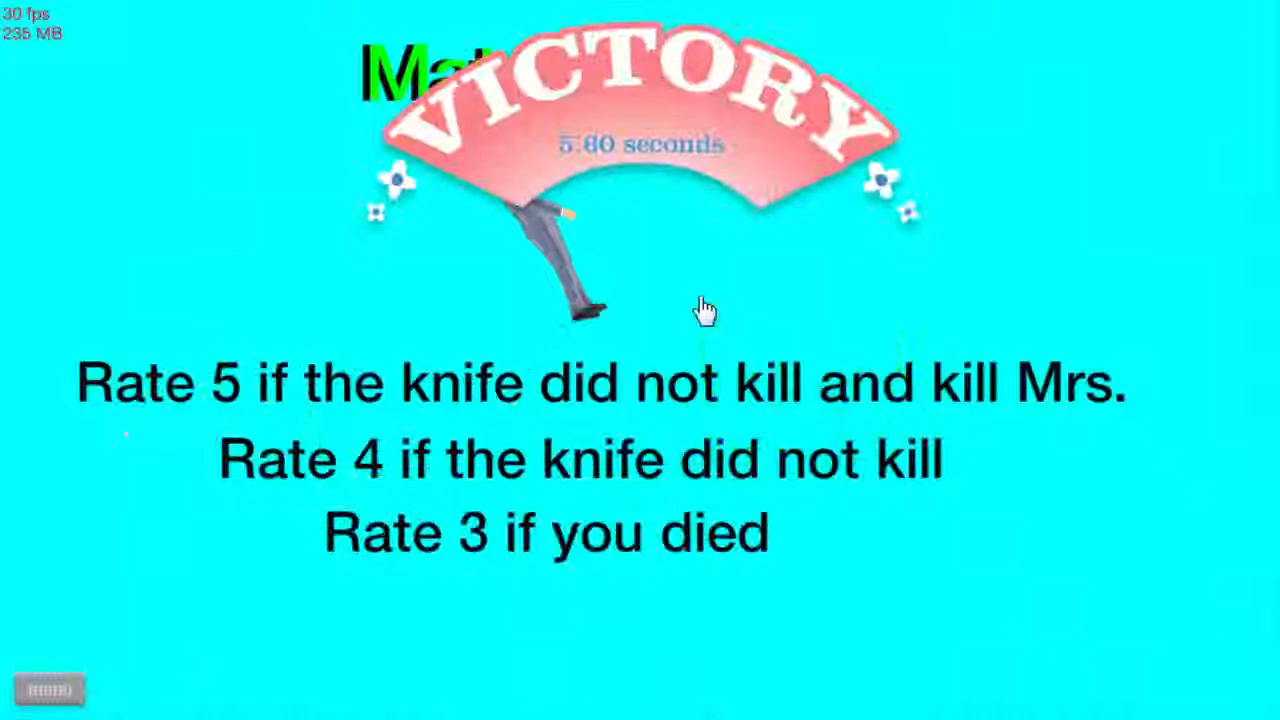 30 fps
235 MB
VICTORY
5.60 seconds
Rate 5 if the knife did not kill and kill Mrs.
Rate 4 if the knife did not kill
Rate 3 if you died